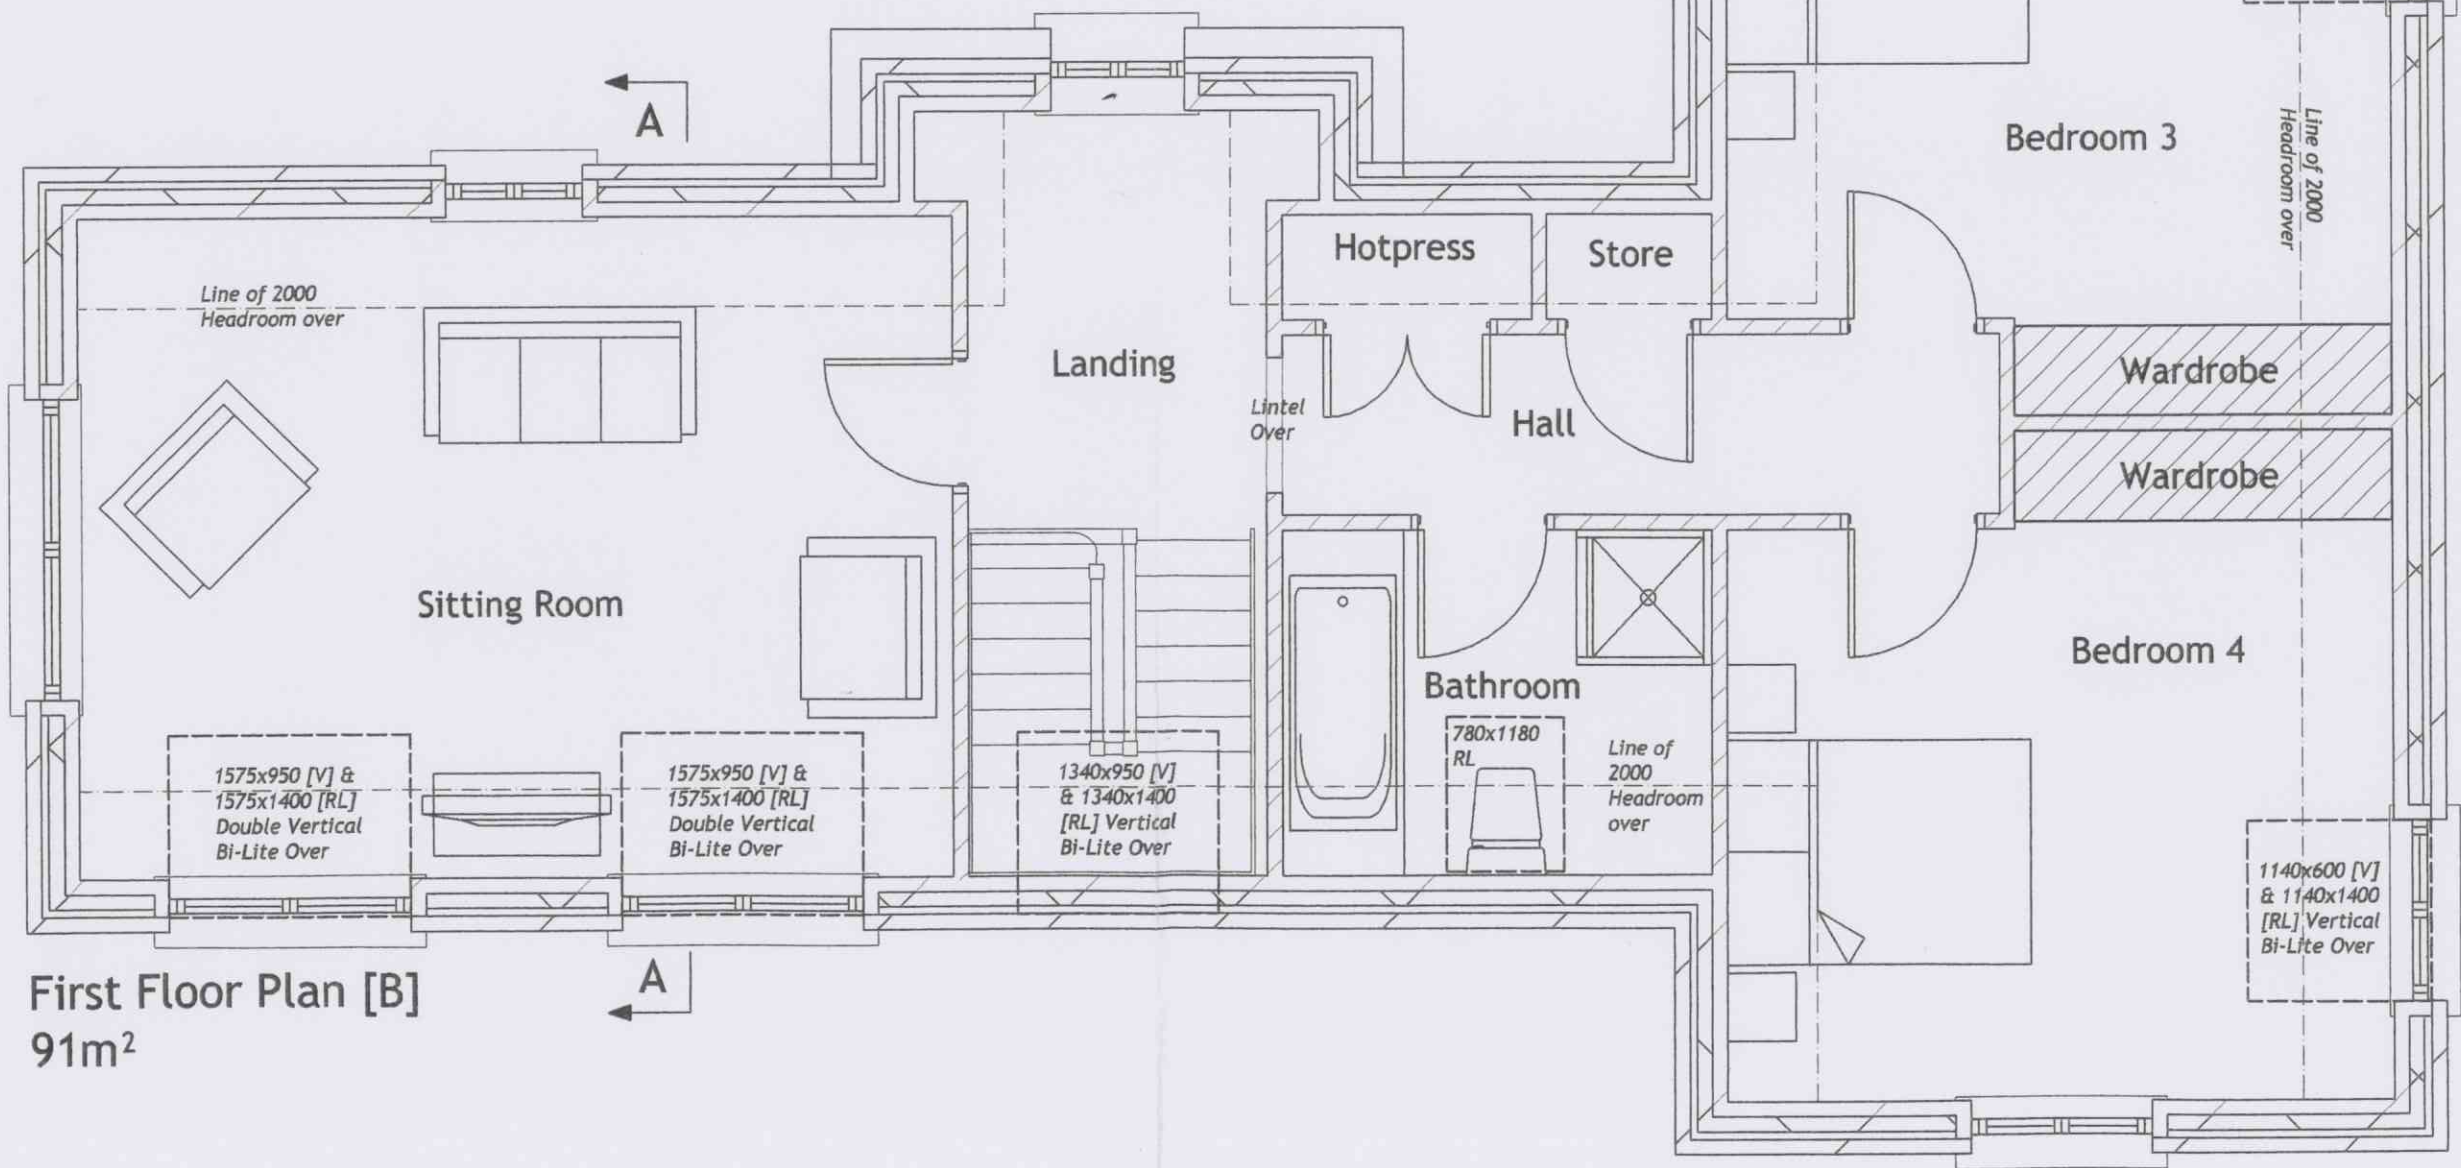 A
Bedroom 3
Line of 2000
Headroom over
Hotpress
Store
Line of 2000
Headroom over
Landing
Wardrobe
Lintel
Over
Hall
Wardrobe
Sitting Room
Bedroom 4
Bathroom
1575x950 [V] &
1575x1400 [RL]
Double Vertical
Bi-Lite Over
1575x950 [V] &
1575x1400 [RL]
Double Vertical
Bi-Lite Over
1340x950 [V]
& 1340x1400
[RL] Vertical
Bi-Lite Over
780x1180
RL
Line of
2000
Headroom
over
1140x600 [V]
& 1140x1400
[RL] Vertical
Bi-Lite Over
A
First Floor Plan [B]
91m²